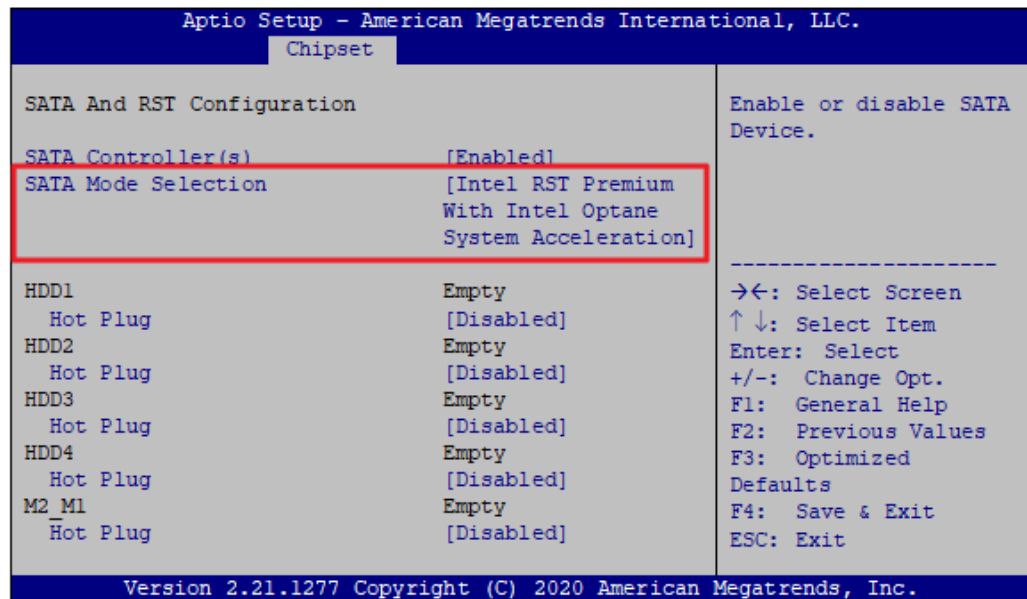 Aptio Setup – American Megatrends International, LLC.
Chipset
SATA And RST Configuration
SATA Controller(s) [Enabled]
SATA Mode Selection [Intel RST Premium
With Intel Optane
System Acceleration]
HDD1 Empty
Hot Plug [Disabled]
HDD2 Empty
Hot Plug [Disabled]
HDD3 Empty
Hot Plug [Disabled]
HDD4 Empty
Hot Plug [Disabled]
M2_M1 Empty
Hot Plug [Disabled]
Enable or disable SATA
Device.
---------------------
→←: Select Screen
↑ ↓: Select Item
Enter: Select
+/-: Change Opt.
F1: General Help
F2: Previous Values
F3: Optimized
Defaults
F4: Save & Exit
ESC: Exit
Version 2.21.1277 Copyright (C) 2020 American Megatrends, Inc.